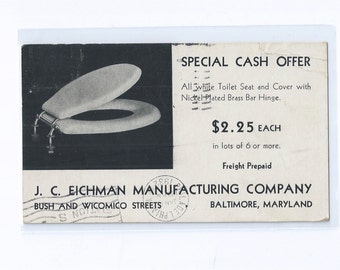 SPECIAL CASH OFFER
All White Toilet Seat and Cover with
Nickel Plated Brass Bar Hinge.
$2.25 EACH
in lots of 6 or more.
Freight Prepaid
J. C. EICHMAN MANUFACTURING COMPANY
BUSH AND WICOMICO STREETS BALTIMORE, MARYLAND